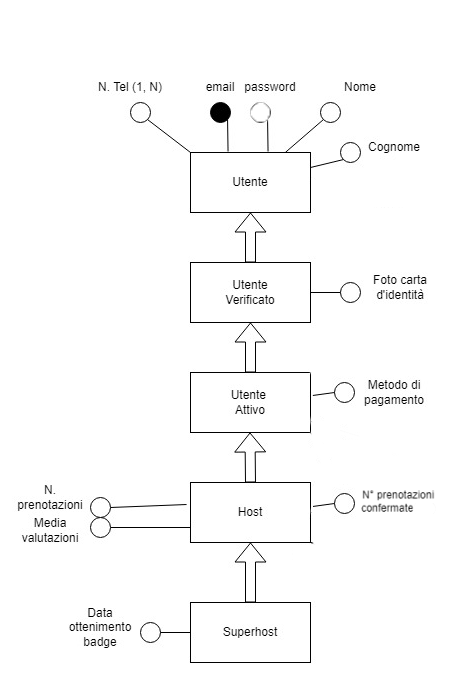 N. Tel (1, N)
email
password
Nome
Cognome
Utente
Utente
Verificato
Foto carta
d'identità
Utente
Attivo
Metodo di
pagamento
N.
prenotazioni
Media
valutazioni
Host
N° prenotazioni
confermate
Data
ottenimento
badge
Superhost